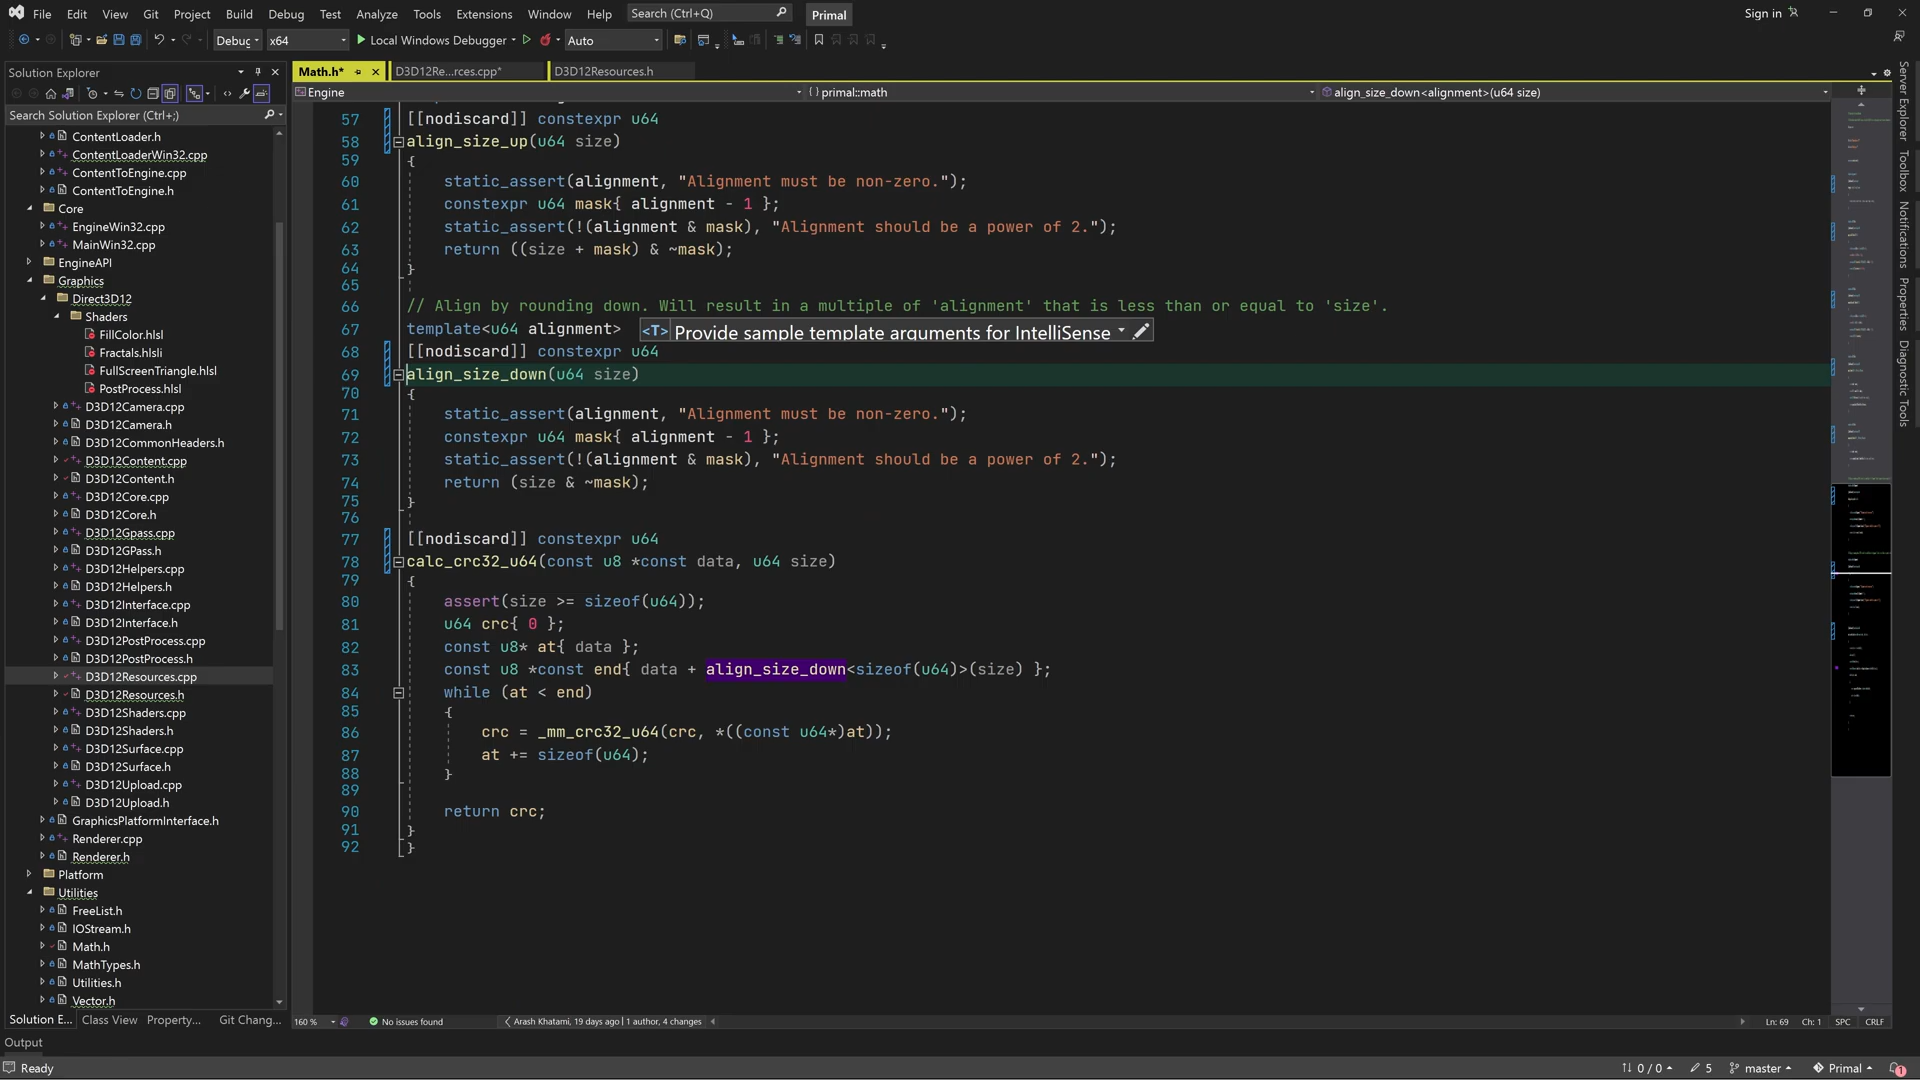 File Edit View Git Project Build Debug Test Analyze Tools Extensions Window Help Search (Ctrl+Q) Primal Sign in
Debug x64 Local Windows Debugger Auto
Solution Explorer
Math.h* D3D12Re...rces.cpp* D3D12Resources.h
Engine {} primal::math align_size_down<alignment>(u64 size)
Search Solution Explorer (Ctrl+;)
ContentLoader.h
ContentLoaderWin32.cpp
ContentToEngine.cpp
ContentToEngine.h
Core
EngineWin32.cpp
MainWin32.cpp
EngineAPI
Graphics
Direct3D12
Shaders
FillColor.hlsl
Fractals.hlsli
FullScreenTriangle.hlsl
PostProcess.hlsl
D3D12Camera.cpp
D3D12Camera.h
D3D12CommonHeaders.h
D3D12Content.cpp
D3D12Content.h
D3D12Core.cpp
D3D12Core.h
D3D12Gpass.cpp
D3D12GPass.h
D3D12Helpers.cpp
D3D12Helpers.h
D3D12Interface.cpp
D3D12Interface.h
D3D12PostProcess.cpp
D3D12PostProcess.h
D3D12Resources.cpp
D3D12Resources.h
D3D12Shaders.cpp
D3D12Shaders.h
D3D12Surface.cpp
D3D12Surface.h
D3D12Upload.cpp
D3D12Upload.h
GraphicsPlatformInterface.h
Renderer.cpp
Renderer.h
Platform
Utilities
FreeList.h
IOStream.h
Math.h
MathTypes.h
Utilities.h
Vector.h
Solution E... Class View Property... Git Chang...
57 [[nodiscard]] constexpr u64
58 align_size_up(u64 size)
59 {
60 static_assert(alignment, "Alignment must be non-zero.");
61 constexpr u64 mask{ alignment - 1 };
62 static_assert(!(alignment & mask), "Alignment should be a power of 2.");
63 return ((size + mask) & ~mask);
64 }
65
66 // Align by rounding down. Will result in a multiple of 'alignment' that is less than or equal to 'size'.
67 template<u64 alignment> <T> Provide sample template arguments for IntelliSense
68 [[nodiscard]] constexpr u64
69 align_size_down(u64 size)
70 {
71 static_assert(alignment, "Alignment must be non-zero.");
72 constexpr u64 mask{ alignment - 1 };
73 static_assert(!(alignment & mask), "Alignment should be a power of 2.");
74 return (size & ~mask);
75 }
76
77 [[nodiscard]] constexpr u64
78 calc_crc32_u64(const u8 *const data, u64 size)
79 {
80 assert(size >= sizeof(u64));
81 u64 crc{ 0 };
82 const u8* at{ data };
83 const u8 *const end{ data + align_size_down<sizeof(u64)>(size) };
84 while (at < end)
85 {
86 crc = _mm_crc32_u64(crc, *((const u64*)at));
87 at += sizeof(u64);
88 }
89
90 return crc;
91 }
92 }
Server Explorer
Toolbox
Notifications
Properties
Diagnostic Tools
160 % No issues found Arash Khatami, 19 days ago | 1 author, 4 changes Ln: 69 Ch: 1 SPC CRLF
Output
Ready 0 / 0 5 master Primal 1